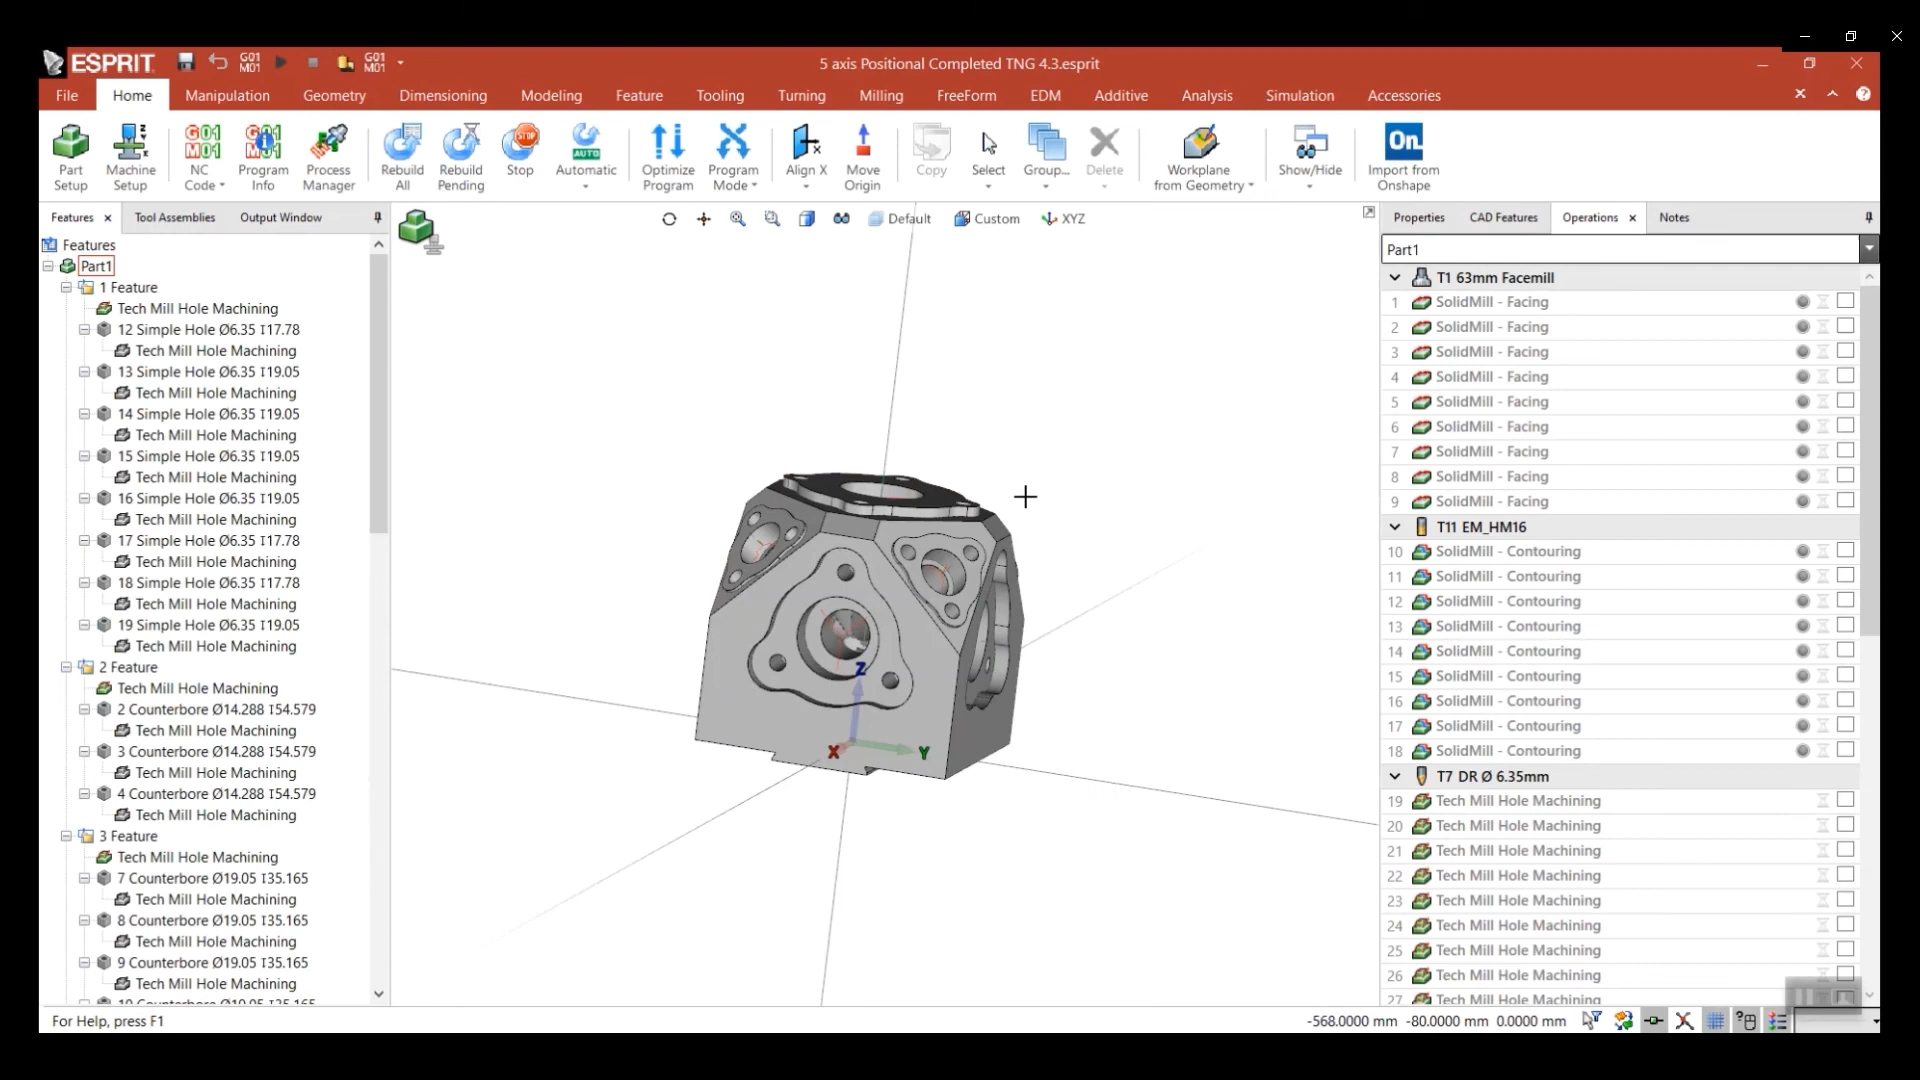 ESPRIT
G01
M01
G01
M01
5 axis Positional Completed TNG 4.3.esprit
File Home Manipulation Geometry Dimensioning Modeling Feature Tooling Turning Milling FreeForm EDM Additive Analysis Simulation Accessories
Part Setup
Machine Setup
NC Code
Program Info
Process Manager
Rebuild All
Rebuild Pending
STOP
Stop
AUTO
Automatic
Optimize Program
Program Mode
Align X
Move Origin
Copy
Select
Group...
Delete
Workplane from Geometry
Show/Hide
On
Import from Onshape
Features Tool Assemblies Output Window
Default Custom XYZ
Properties CAD Features Operations Notes
Features
Part1
1 Feature
Tech Mill Hole Machining
12 Simple Hole Ø6.35 ↧17.78
Tech Mill Hole Machining
13 Simple Hole Ø6.35 ↧19.05
Tech Mill Hole Machining
14 Simple Hole Ø6.35 ↧19.05
Tech Mill Hole Machining
15 Simple Hole Ø6.35 ↧19.05
Tech Mill Hole Machining
16 Simple Hole Ø6.35 ↧19.05
Tech Mill Hole Machining
17 Simple Hole Ø6.35 ↧17.78
Tech Mill Hole Machining
18 Simple Hole Ø6.35 ↧17.78
Tech Mill Hole Machining
19 Simple Hole Ø6.35 ↧19.05
Tech Mill Hole Machining
2 Feature
Tech Mill Hole Machining
2 Counterbore Ø14.288 ↧54.579
Tech Mill Hole Machining
3 Counterbore Ø14.288 ↧54.579
Tech Mill Hole Machining
4 Counterbore Ø14.288 ↧54.579
Tech Mill Hole Machining
3 Feature
Tech Mill Hole Machining
7 Counterbore Ø19.05 ↧35.165
Tech Mill Hole Machining
8 Counterbore Ø19.05 ↧35.165
Tech Mill Hole Machining
9 Counterbore Ø19.05 ↧35.165
Tech Mill Hole Machining
10 Counterbore Ø19.05 ↧35.165
Z
X
Y
Part1
T1 63mm Facemill
1 SolidMill - Facing
2 SolidMill - Facing
3 SolidMill - Facing
4 SolidMill - Facing
5 SolidMill - Facing
6 SolidMill - Facing
7 SolidMill - Facing
8 SolidMill - Facing
9 SolidMill - Facing
T11 EM_HM16
10 SolidMill - Contouring
11 SolidMill - Contouring
12 SolidMill - Contouring
13 SolidMill - Contouring
14 SolidMill - Contouring
15 SolidMill - Contouring
16 SolidMill - Contouring
17 SolidMill - Contouring
18 SolidMill - Contouring
T7 DR Ø 6.35mm
19 Tech Mill Hole Machining
20 Tech Mill Hole Machining
21 Tech Mill Hole Machining
22 Tech Mill Hole Machining
23 Tech Mill Hole Machining
24 Tech Mill Hole Machining
25 Tech Mill Hole Machining
26 Tech Mill Hole Machining
27 Tech Mill Hole Machining
For Help, press F1
-568.0000 mm -80.0000 mm 0.0000 mm